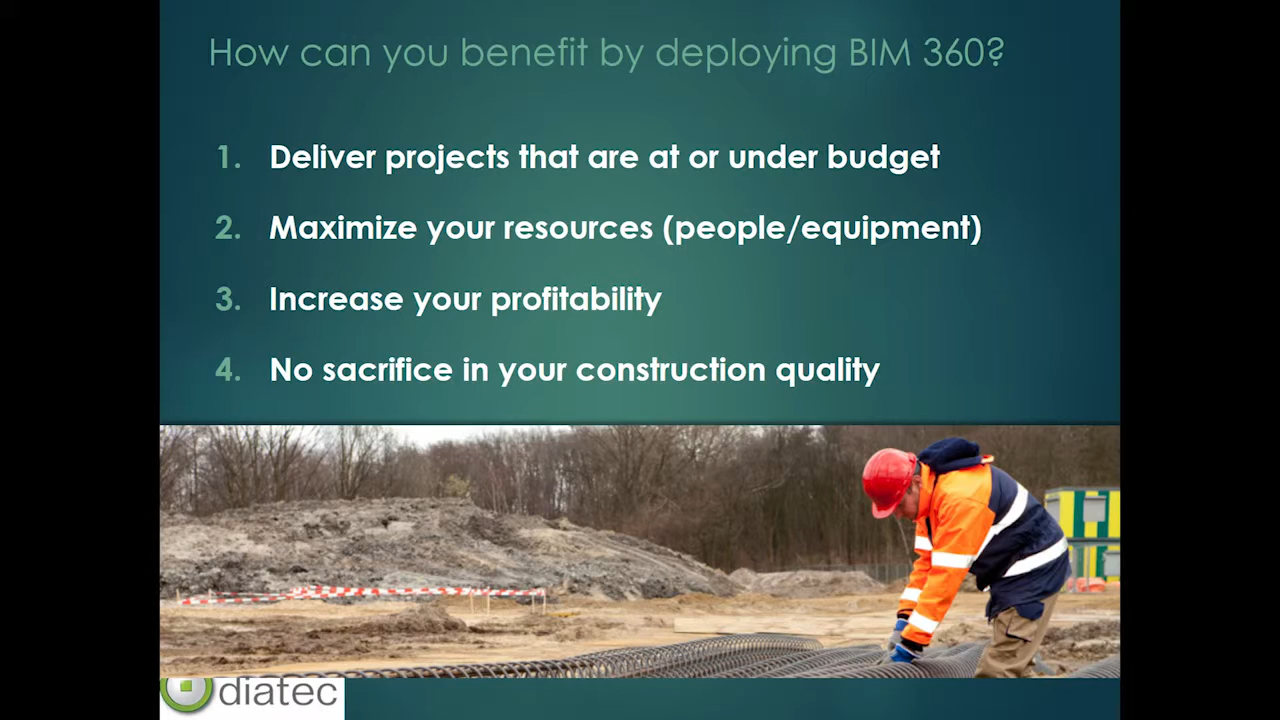 How can you benefit by deploying BIM 360?
1. Deliver projects that are at or under budget
2. Maximize your resources (people/equipment)
3. Increase your profitability
4. No sacrifice in your construction quality
diatec